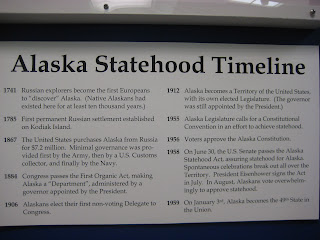 Alaska Statehood Timeline
1741 Russian explorers become the first Europeans
to "discover" Alaska. (Native Alaskans had
existed here for at least ten thousand years.)
1785 First permanent Russian settlement established
on Kodiak Island.
1867 The United States purchases Alaska from Russia
for $7.2 million. Minimal governance was pro-
vided first by the Army, then by a U.S. Customs
collector, and finally by the Navy.
1884 Congress passes the First Organic Act, making
Alaska a "Department", administered by a
governor appointed by the President.
1906 Alaskans elect their first non-voting Delegate to
Congress.
1912 Alaska becomes a Territory of the United States,
with its own elected Legislature. (The governor
was still appointed by the President.)
1955 Alaska Legislature calls for a Constitutional
Convention in an effort to achieve statehood.
1956 Voters approve the Alaska Constitution.
1958 On June 30, the U.S. Senate passes the Alaska
Statehood Act, assuring statehood for Alaska.
Spontaneous celebrations break out all over the
Territory. President Eisenhower signs the Act
in July. In August, Alaskans vote overwhelm-
ingly to approve statehood.
1959 On January 3rd, Alaska becomes the 49th State in
the Union.